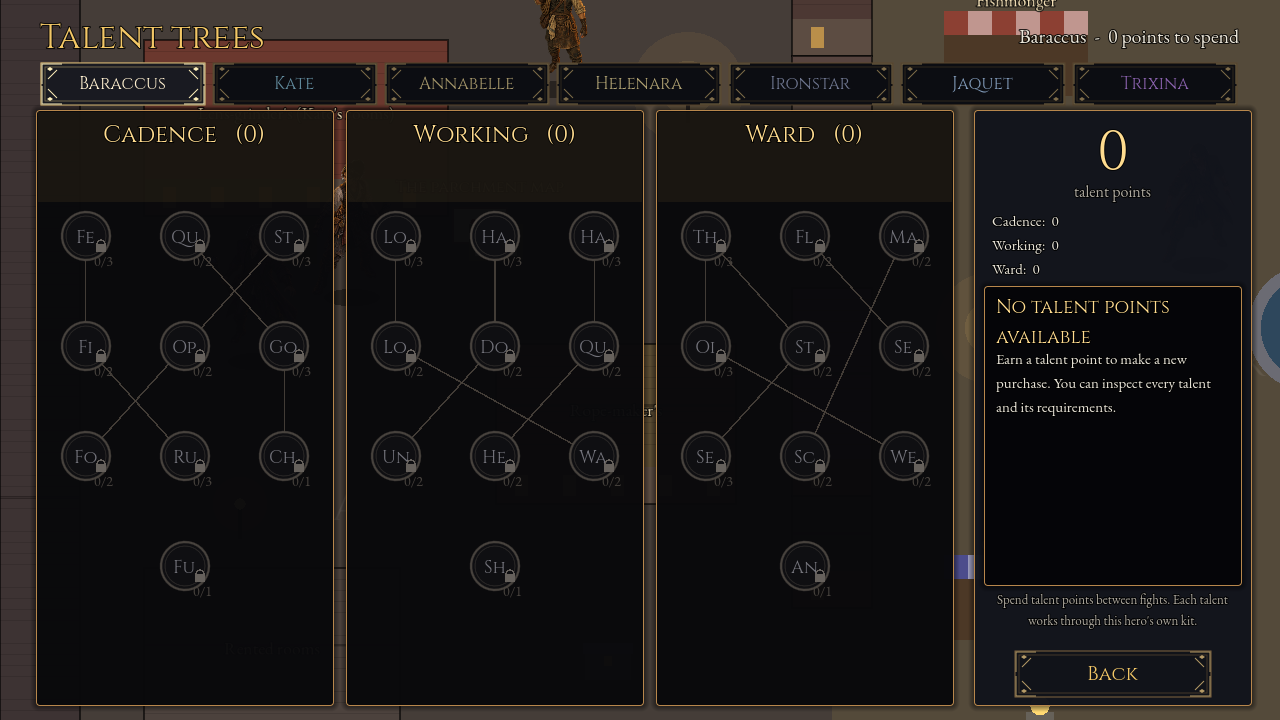 Fishmonger
Talent trees
Baraccus - 0 points to spend
Baraccus
Kate
Annabelle
Helenara
Ironstar
Jaquet
Trixina
Cadence (0)
Working (0)
Ward (0)
Fe 0/3
Qu 0/2
St 0/3
Lo 0/3
Ha 0/3
Ha 0/3
Th 0/3
Fl 0/2
Ma 0/2
Fi 0/2
Op 0/2
Go 0/3
Lo 0/2
Do 0/2
Qu 0/2
Oi 0/2
St 0/2
Se 0/2
Fo 0/2
Ru 0/3
Ch 0/1
Un 0/2
He 0/2
Wa 0/2
Se 0/3
Sc 0/2
We 0/2
Fu 0/1
Sh 0/1
An 0/1
0
talent points
Cadence: 0
Working: 0
Ward: 0
No talent points
available
Earn a talent point to make a new
purchase. You can inspect every talent
and its requirements.
Spend talent points between fights. Each talent
works through this hero's own kit.
Back